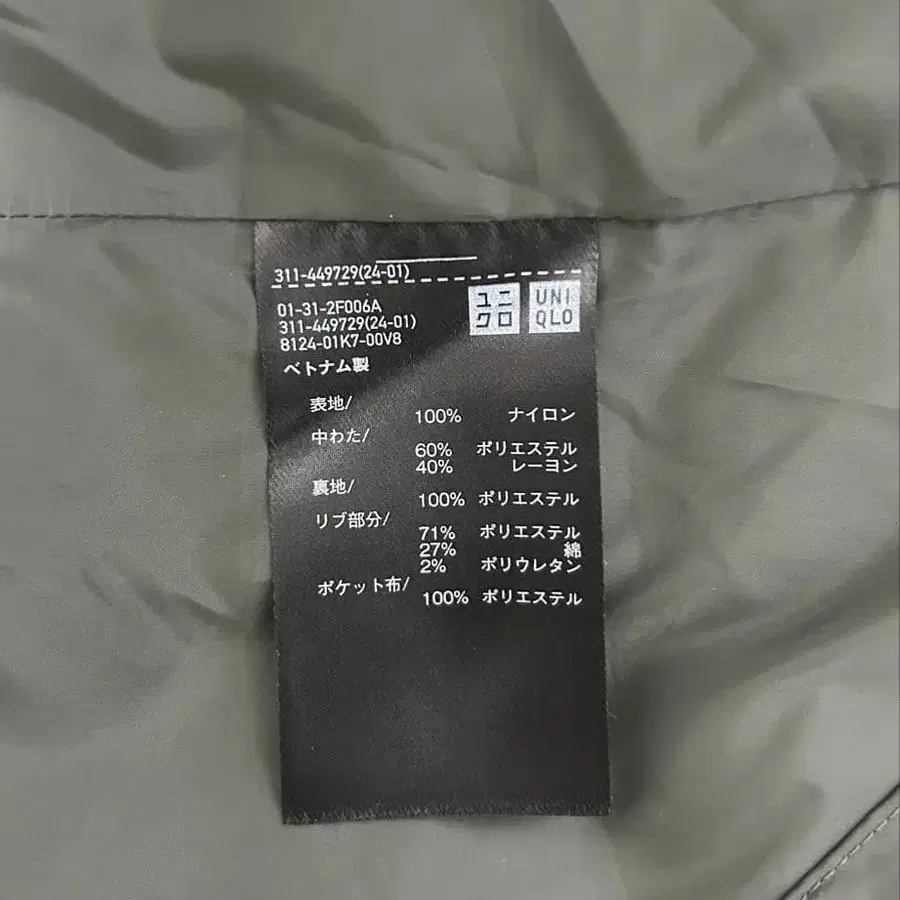 311-449729(24-01)
01-31-2F006A
311-449729(24-01)
8124-01K7-00V8
ユニ
クロ
UNI
QLO
ベトナム製
表地/
100% ナイロン
中わた/
60% ポリエステル
40% レーヨン
裏地/
100% ポリエステル
リブ部分/
71% ポリエステル
27% 綿
2% ポリウレタン
ポケット布/
100% ポリエステル